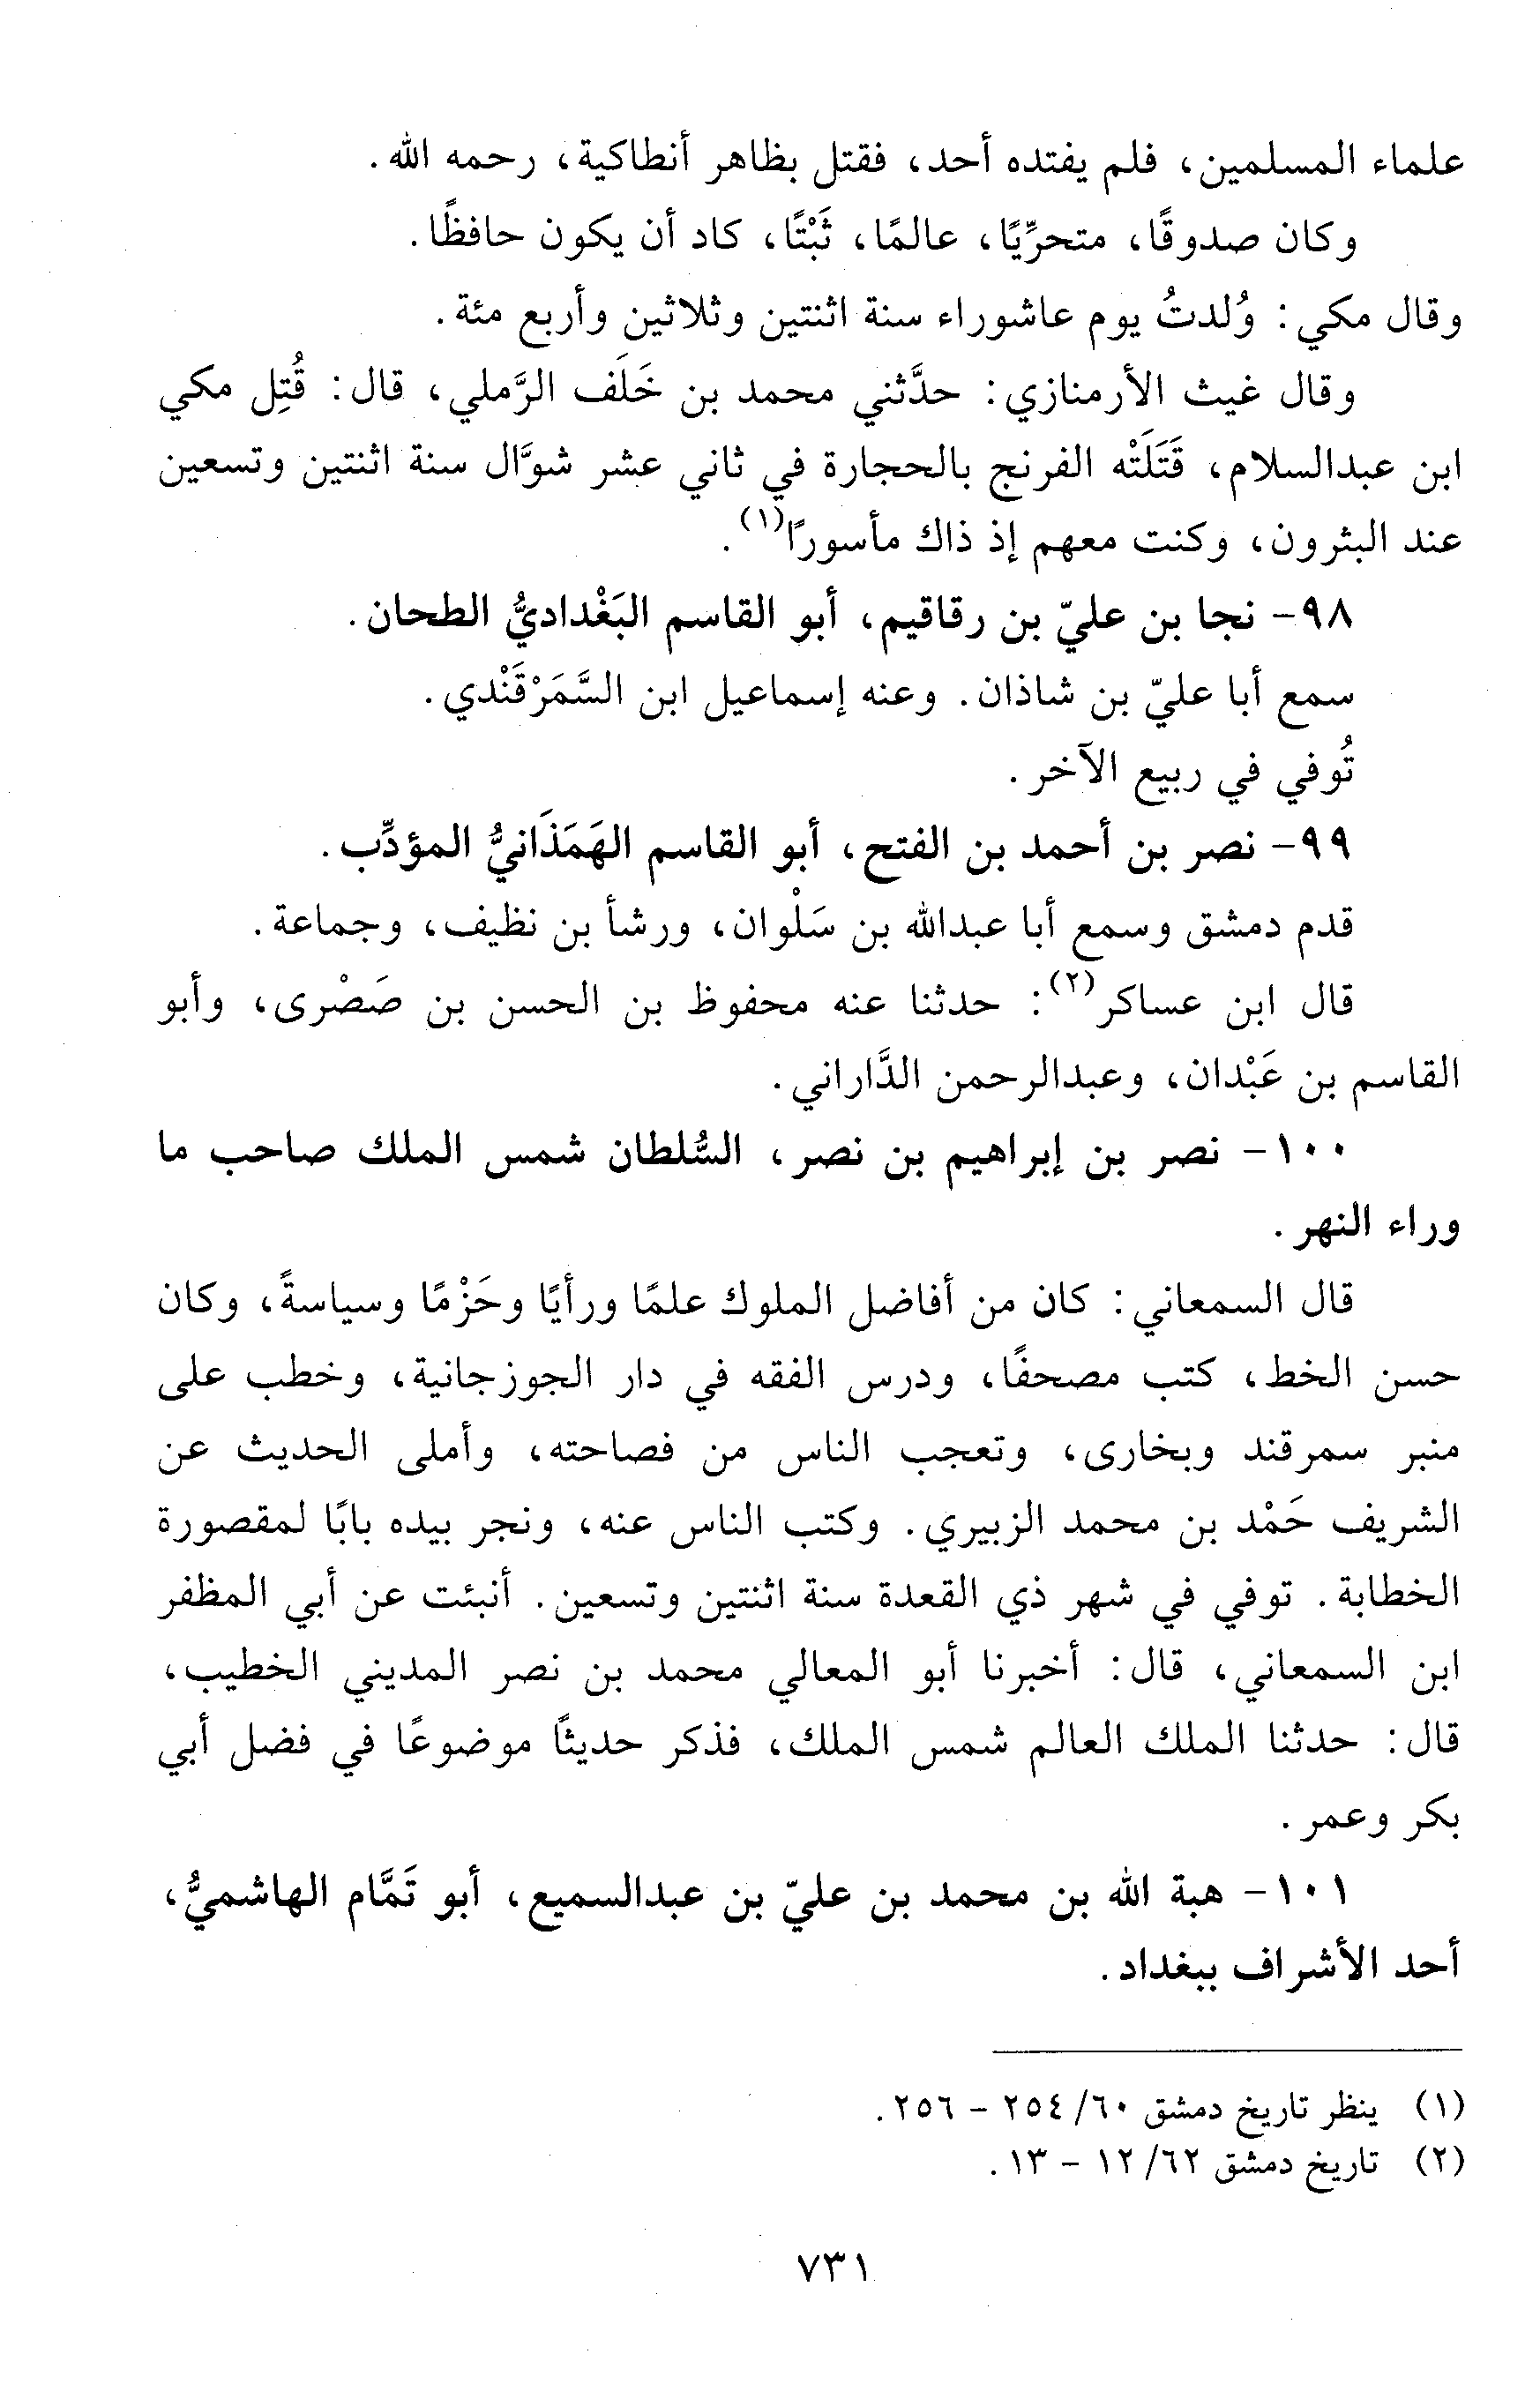 علماء المسلمين، فلم يفتده أحد، فقتل بظاهر أنطاكية، رحمه الله.
وكان صدوقًا، متحرِّيًا، عالمًا، ثَبْتًا، كاد أن يكون حافظًا.
وقال مكي: وُلدتُ يوم عاشوراء سنة اثنتين وثلاثين وأربع مئة.
وقال غيث الأرمنازي: حدَّثني محمد بن خَلَف الرَّملي، قال: قُتِل مكي
ابن عبدالسلام، قَتَلَتْه الفرنج بالحجارة في ثاني عشر شوَّال سنة اثنتين وتسعين
عند البثرون، وكنت معهم إذ ذاك مأسورًا(١).
٩٨- نجا بن عليّ بن رقاقيم، أبو القاسم البَغْداديُّ الطحان.
سمع أبا عليّ بن شاذان. وعنه إسماعيل ابن السَّمَرْقَنْدي.
تُوفي في ربيع الآخر.
٩٩- نصر بن أحمد بن الفتح، أبو القاسم الهَمَذَانيُّ المؤدِّب.
قدم دمشق وسمع أبا عبدالله بن سَلْوان، ورشأ بن نظيف، وجماعة.
قال ابن عساكر(٢): حدثنا عنه محفوظ بن الحسن بن صَصْرى، وأبو
القاسم بن عَبْدان، وعبدالرحمن الدَّاراني.
١٠٠- نصر بن إبراهيم بن نصر، السُّلطان شمس الملك صاحب ما
وراء النهر.
قال السمعاني: كان من أفاضل الملوك علمًا ورأيًا وحَزْمًا وسياسةً، وكان
حسن الخط، كتب مصحفًا، ودرس الفقه في دار الجوزجانية، وخطب على
منبر سمرقند وبخارى، وتعجب الناس من فصاحته، وأملى الحديث عن
الشريف حَمْد بن محمد الزبيري. وكتب الناس عنه، ونجر بيده بابًا لمقصورة
الخطابة. توفي في شهر ذي القعدة سنة اثنتين وتسعين. أنبئت عن أبي المظفر
ابن السمعاني، قال: أخبرنا أبو المعالي محمد بن نصر المديني الخطيب،
قال: حدثنا الملك العالم شمس الملك، فذكر حديثًا موضوعًا في فضل أبي
بكر وعمر.
١٠١- هبة الله بن محمد بن عليّ بن عبدالسميع، أبو تَمَّام الهاشميُّ،
أحد الأشراف ببغداد.
(١) ينظر تاريخ دمشق ٦٠/ ٢٥٤ - ٢٥٦.
(٢) تاريخ دمشق ٦٢/ ١٢ - ١٣.
٧٣١